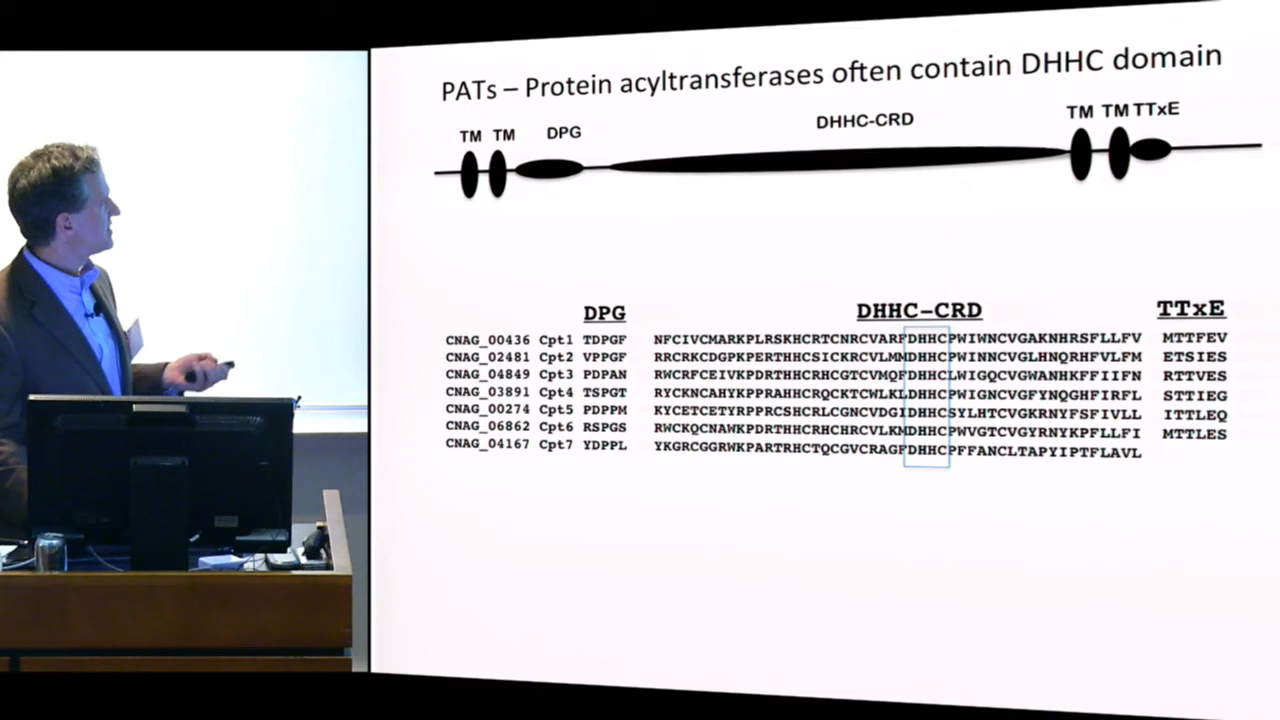 PATs – Protein acyltransferases often contain DHHC domain
TM TM DPG DHHC-CRD TM TM TTxE
DPG DHHC-CRD TTxE
CNAG_00436 Cpt1 TDPGF NFCIVCMARKPLRSKHCRTCNRCVARFDHHCPWIWNCVGAKNHRSFLLFV MTTFEV
CNAG_02481 Cpt2 VPPGF RRCRKCDGPKPERTHHCSICKRCVLMMDHHCPWINNCVGLHNQRHFVLFM ETSIES
CNAG_04849 Cpt3 PDPAN RWCRFCEIVKPDRTHHCRHCGTCVMQFDHHCLWIGQCVGWANHKFFIIFN RTTVES
CNAG_03891 Cpt4 TSPGT RYCKNCAHYKPPRAHHCRQCKTCWLKLDHHCPWIGNCVGFYNQGHFIRFL STTIEG
CNAG_00274 Cpt5 PDPPM KYCETCETYRPPRCSHCRLCGNCVDGIDHHCSYLHTCVGKRNYFSFIVLL ITTLEQ
CNAG_06862 Cpt6 RSPGS RWCKQCNAWKPDRTHHCRHCHRCVLKMDHHCPWVGTCVGYRNYKPFLLFI MTTLES
CNAG_04167 Cpt7 YDPPL YKGRCGGRWKPARTRHCTQCGVCRAGFDHHCPFFANCLTAPYIPTFLAVL